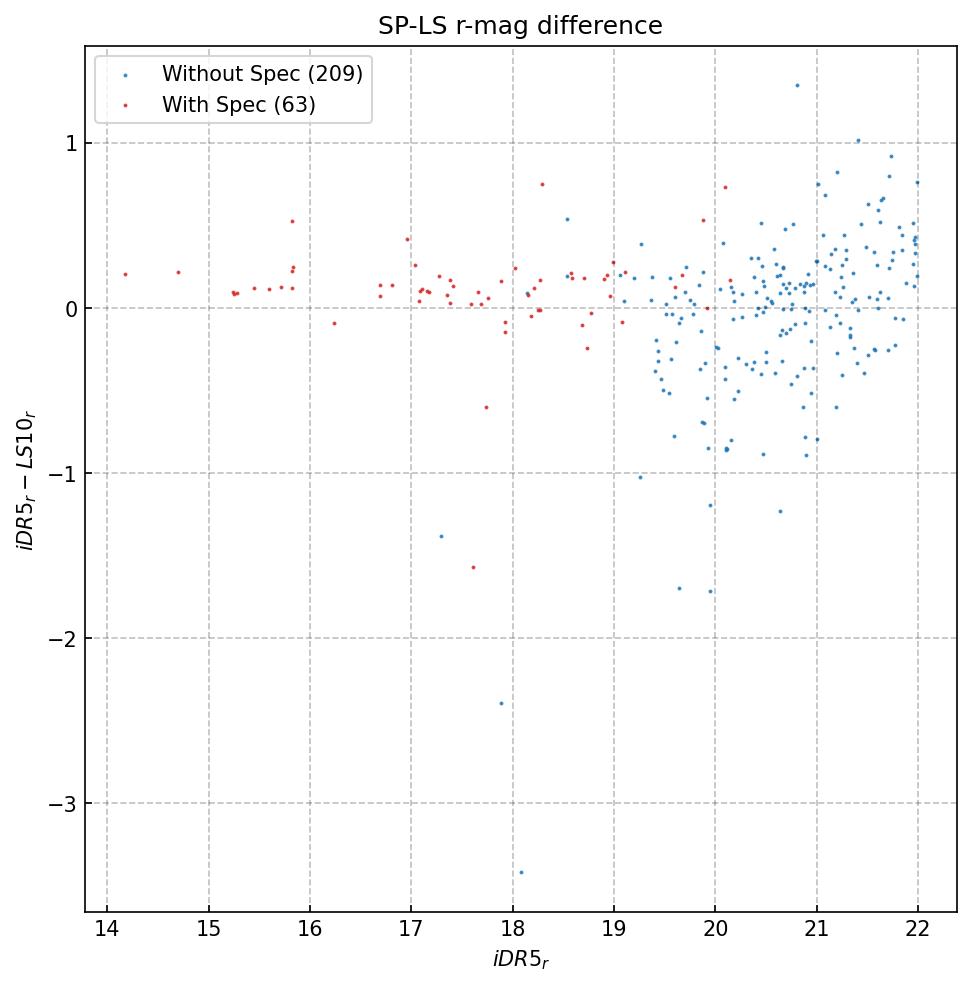 SP-LS r-mag difference
Without Spec (209)
With Spec (63)
1
0
−1
−2
−3
iDR5r − LS10r
14 15 16 17 18 19 20 21 22
iDR5r